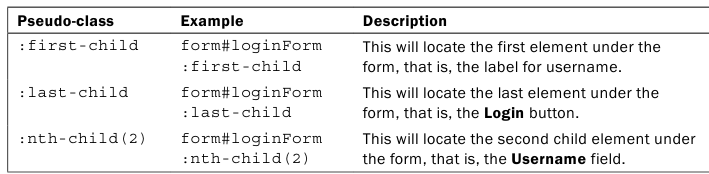 Pseudo-class Example Description
:first-child form#loginForm This will locate the first element under the
:first-child form, that is, the label for username.
:last-child form#loginForm This will locate the last element under the
:last-child form, that is, the Login button.
:nth-child(2) form#loginForm This will locate the second child element under
:nth-child(2) the form, that is, the Username field.